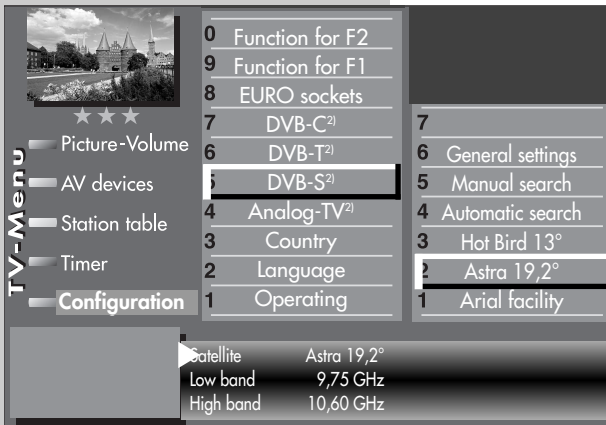 TV-Menu
Picture-Volume
AV devices
Station table
Timer
Configuration
0 Function for F2
9 Function for F1
8 EURO sockets
7 DVB-C2)
6 DVB-T2)
5 DVB-S2)
4 Analog-TV2)
3 Country
2 Language
1 Operating
7
6 General settings
5 Manual search
4 Automatic search
3 Hot Bird 13°
2 Astra 19,2°
1 Arial facility
Satellite Astra 19,2°
Low band 9,75 GHz
High band 10,60 GHz